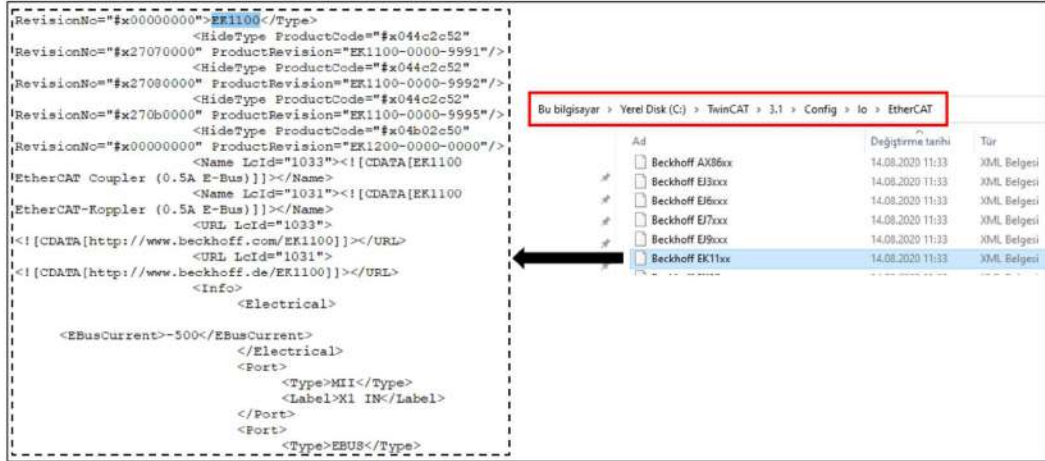 RevisionNo="#x00000000">EK1100</Type>
<HideType ProductCode="#x044c2c52"
RevisionNo="#x27070000" ProductRevision="EK1100-0000-9991"/>
<HideType ProductCode="#x044c2c52"
RevisionNo="#x27080000" ProductRevision="EK1100-0000-9992"/>
<HideType ProductCode="#x044c2c52"
RevisionNo="#x270b0000" ProductRevision="EK1100-0000-9995"/>
<HideType ProductCode="#x04b02c50"
RevisionNo="#x00000000" ProductRevision="EK1200-0000-0000"/>
<Name LcId="1033"><![CDATA[EK1100
EtherCAT Coupler (0.5A E-Bus)]]></Name>
<Name LcId="1031"><![CDATA[EK1100
EtherCAT-Koppler (0.5A E-Bus)]]></Name>
<URL LcId="1033">
<![CDATA[http://www.beckhoff.com/EK1100]]></URL>
<URL LcId="1031">
<![CDATA[http://www.beckhoff.de/EK1100]]></URL>
<Info>
<Electrical>
<EBusCurrent>-500</EBusCurrent>
</Electrical>
<Port>
<Type>MII</Type>
<Label>X1 IN</Label>
</Port>
<Port>
<Type>EBUS</Type>
Bu bilgisayar > Yerel Disk (C:) > TwinCAT > 3.1 > Config > Io > EtherCAT
Ad Değiştirme tarihi Tür
Beckhoff AX86xx 14.08.2020 11:33 XML Belgesi
Beckhoff EJ3xxx 14.08.2020 11:33 XML Belgesi
Beckhoff EJ6xxx 14.08.2020 11:33 XML Belgesi
Beckhoff EJ7xxx 14.08.2020 11:33 XML Belgesi
Beckhoff EJ9xxx 14.08.2020 11:33 XML Belgesi
Beckhoff EK11xx 14.08.2020 11:33 XML Belgesi